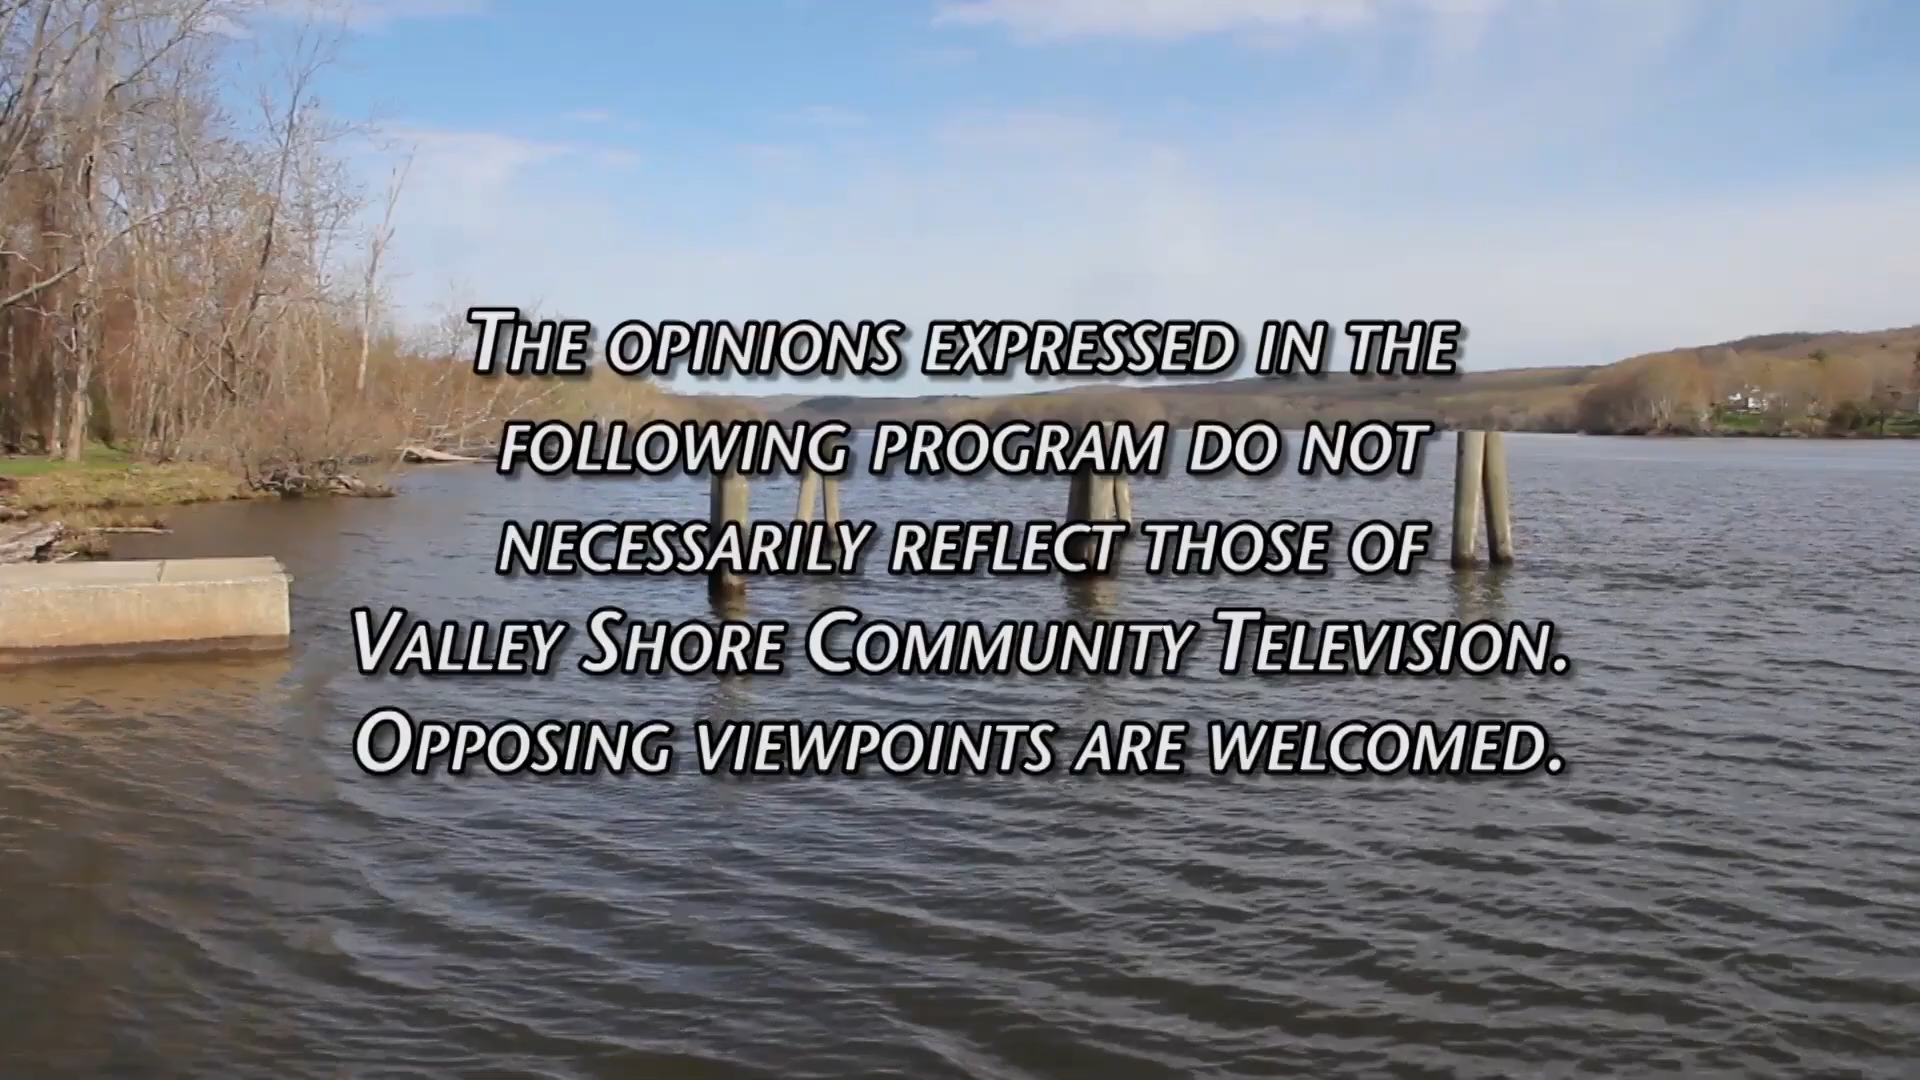 The opinions expressed in the
following program do not
necessarily reflect those of
Valley Shore Community Television.
Opposing viewpoints are welcomed.